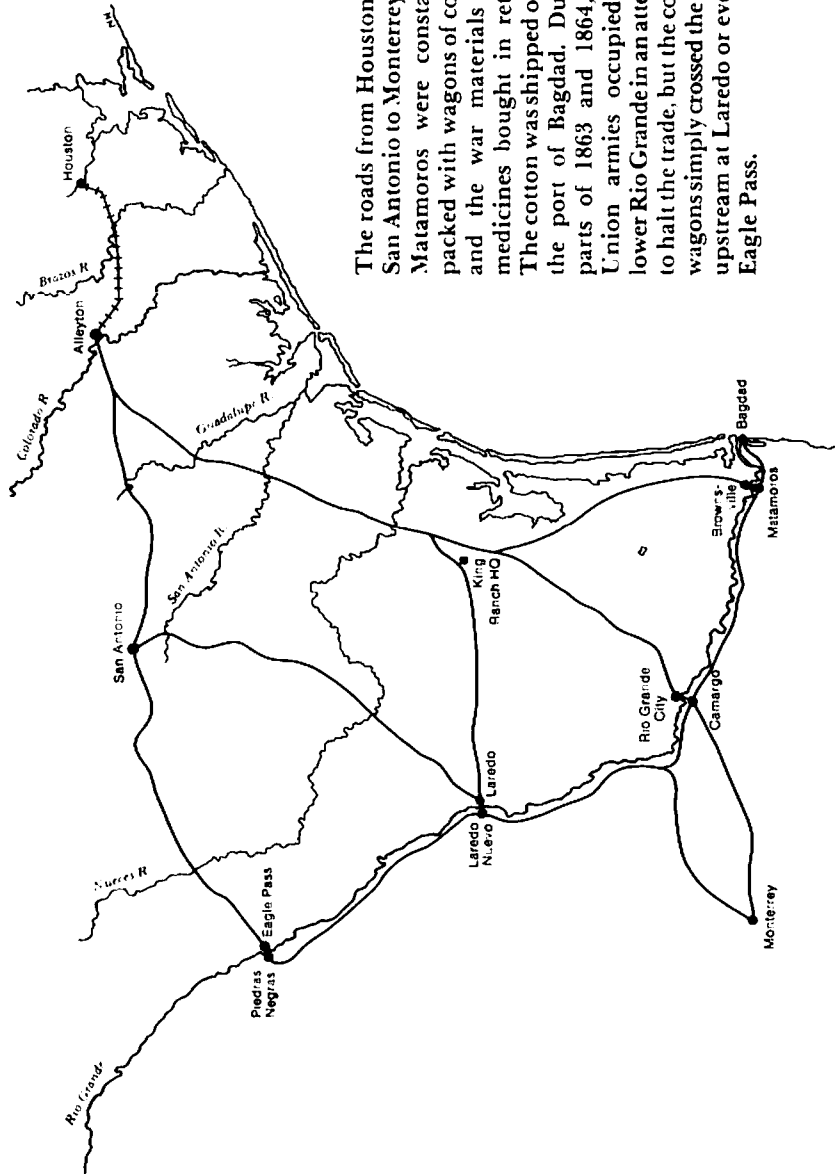 Houston
Brazos R
Alleyton
Colorado R
Guadalupe R.
San Antonio R.
San Antonio
Nueces R
Eagle Pass
Piedras
Negras
Rio Grande
Laredo
Laredo
Nuevo
King
Ranch HQ
Rio Grande
City
Camargo
Browns-
ville
Matamoros
Bagdad
Monterrey
The roads from Houston
San Antonio to Monterrey
Matamoros were consta
packed with wagons of co
and the war materials
medicines bought in ret
The cotton was shipped o
the port of Bagdad. Du
parts of 1863 and 1864,
Union armies occupied
lower Rio Grande in an atte
to halt the trade, but the co
wagons simply crossed the
upstream at Laredo or eve
Eagle Pass.